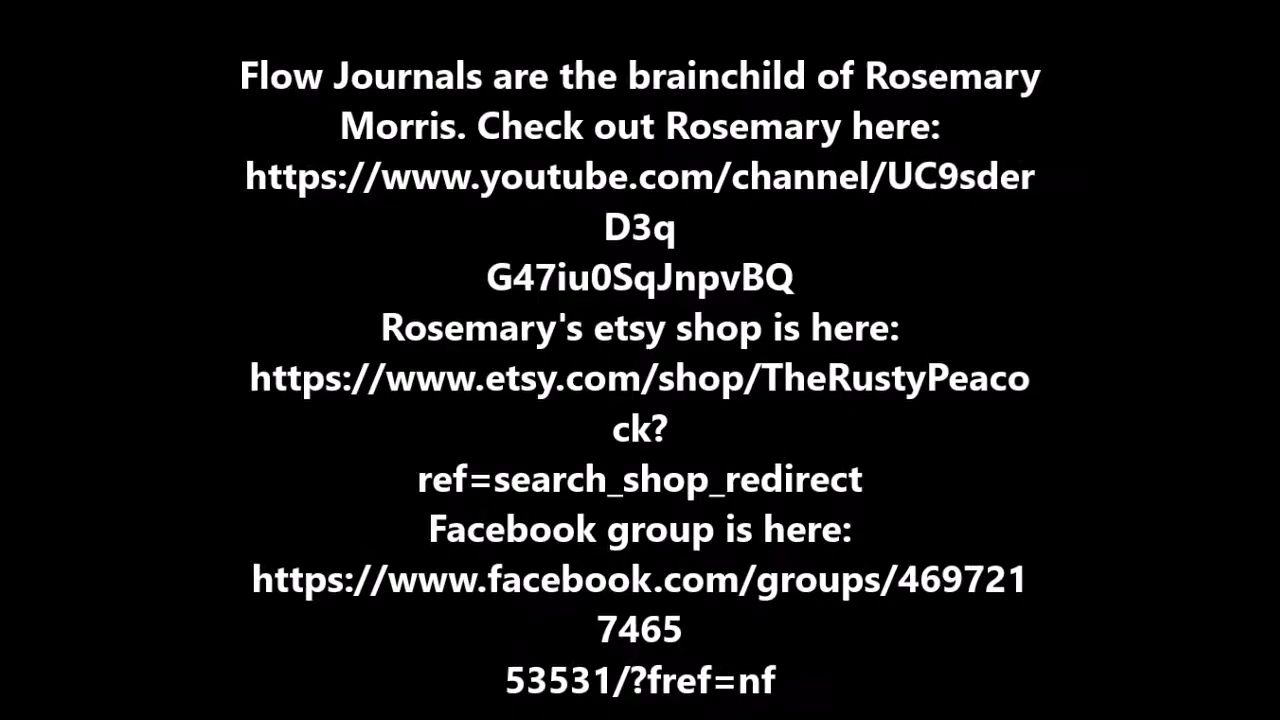 Flow Journals are the brainchild of Rosemary
Morris. Check out Rosemary here:
https://www.youtube.com/channel/UC9sder
D3q
G47iu0SqJnpvBQ
Rosemary's etsy shop is here:
https://www.etsy.com/shop/TheRustyPeaco
ck?
ref=search_shop_redirect
Facebook group is here:
https://www.facebook.com/groups/469721
7465
53531/?fref=nf